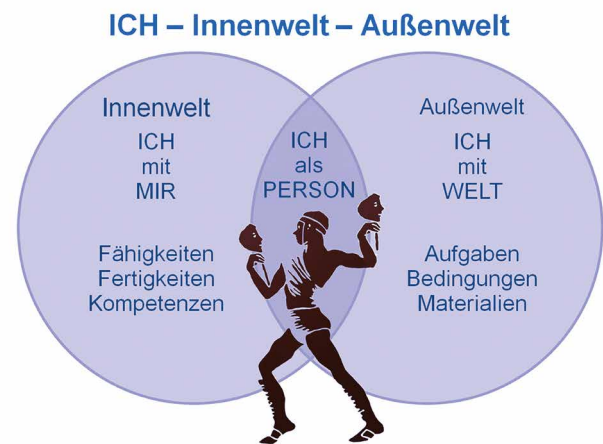 ICH – Innenwelt – Außenwelt
Innenwelt
ICH
mit
MIR
Fähigkeiten
Fertigkeiten
Kompetenzen
ICH
als
PERSON
Außenwelt
ICH
mit
WELT
Aufgaben
Bedingungen
Materialien